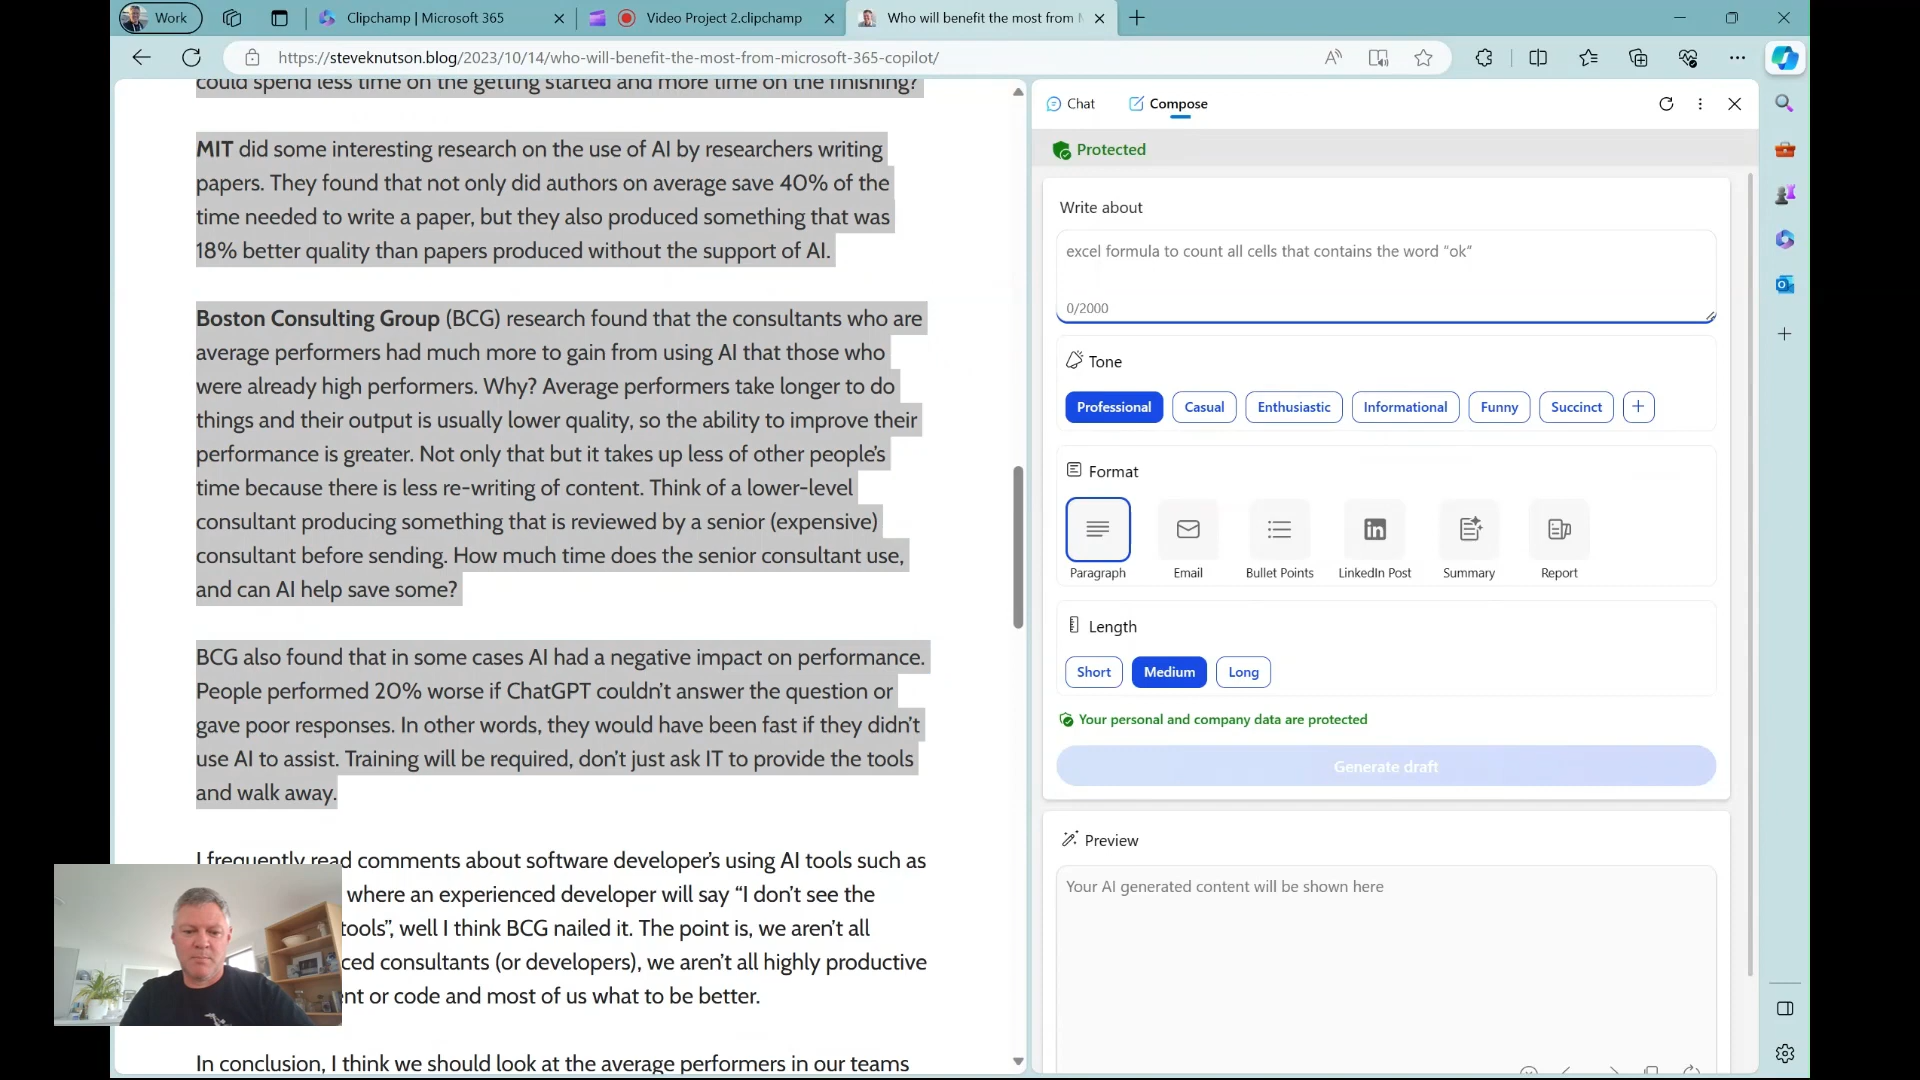 Work
Clipchamp | Microsoft 365
Video Project 2.clipchamp
Who will benefit the most from
https://steveknutson.blog/2023/10/14/who-will-benefit-the-most-from-microsoft-365-copilot/
could spend less time on the getting started and more time on the finishing?
MIT did some interesting research on the use of AI by researchers writing
papers. They found that not only did authors on average save 40% of the
time needed to write a paper, but they also produced something that was
18% better quality than papers produced without the support of AI.
Boston Consulting Group (BCG) research found that the consultants who are
average performers had much more to gain from using AI that those who
were already high performers. Why? Average performers take longer to do
things and their output is usually lower quality, so the ability to improve their
performance is greater. Not only that but it takes up less of other people's
time because there is less re-writing of content. Think of a lower-level
consultant producing something that is reviewed by a senior (expensive)
consultant before sending. How much time does the senior consultant use,
and can AI help save some?
BCG also found that in some cases AI had a negative impact on performance.
People performed 20% worse if ChatGPT couldn't answer the question or
gave poor responses. In other words, they would have been fast if they didn't
use AI to assist. Training will be required, don't just ask IT to provide the tools
and walk away.
I frequently read comments about software developer's using AI tools such as
where an experienced developer will say "I don't see the
tools", well I think BCG nailed it. The point is, we aren't all
ced consultants (or developers), we aren't all highly productive
nt or code and most of us what to be better.
In conclusion, I think we should look at the average performers in our teams
Chat
Compose
Protected
Write about
excel formula to count all cells that contains the word "ok"
0/2000
Tone
Professional
Casual
Enthusiastic
Informational
Funny
Succinct
Format
Paragraph
Email
Bullet Points
LinkedIn Post
Summary
Report
Length
Short
Medium
Long
Your personal and company data are protected
Generate draft
Preview
Your AI generated content will be shown here